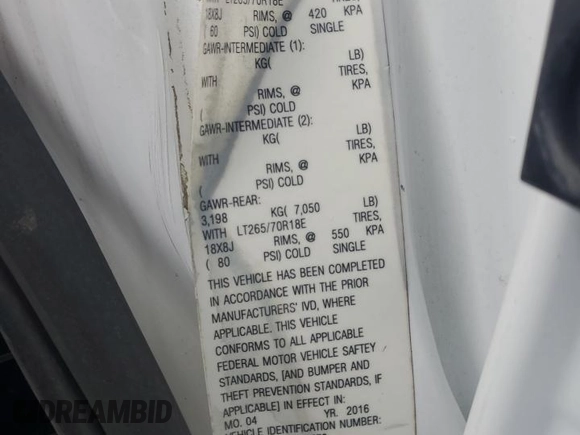 LT265/70R18E
18X8J RIMS, @ 420 KPA
( 60 PSI) COLD SINGLE
GAWR-INTERMEDIATE (1):
KG( LB)
WITH TIRES,
RIMS, @ KPA
( PSI) COLD
GAWR-INTERMEDIATE (2):
KG( LB)
WITH TIRES,
RIMS, @ KPA
( PSI) COLD
GAWR-REAR:
3,198 KG( 7,050 LB)
WITH LT265/70R18E TIRES,
18X8J RIMS, @ 550 KPA
( 80 PSI) COLD SINGLE
THIS VEHICLE HAS BEEN COMPLETED
IN ACCORDANCE WITH THE PRIOR
MANUFACTURERS' IVD, WHERE
APPLICABLE. THIS VEHICLE
CONFORMS TO ALL APPLICABLE
FEDERAL MOTOR VEHICLE SAFTEY
STANDARDS, [AND BUMPER AND
THEFT PREVENTION STANDARDS, IF
APPLICABLE] IN EFFECT IN:
MO. 04 YR. 2016
VEHICLE IDENTIFICATION NUMBER:
DREAMBID